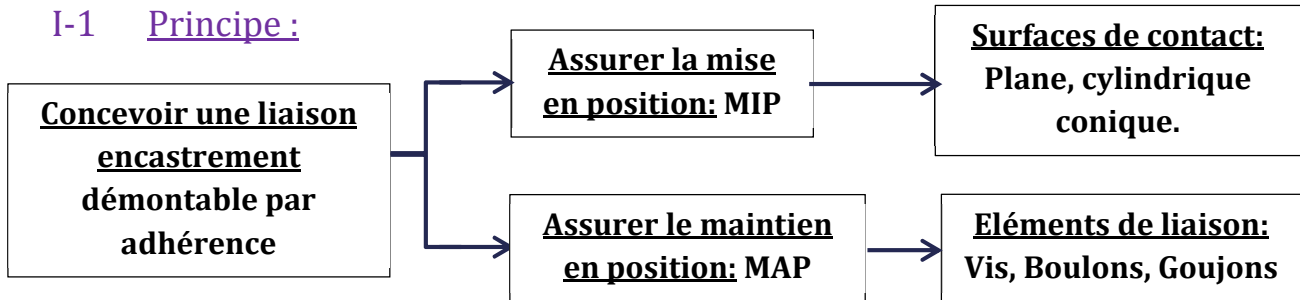 I-1 Principe :
Concevoir une liaison
encastrement
démontable par
adhérence
Assurer la mise
en position: MIP
Surfaces de contact:
Plane, cylindrique
conique.
Assurer le maintien
en position: MAP
Eléments de liaison:
Vis, Boulons, Goujons